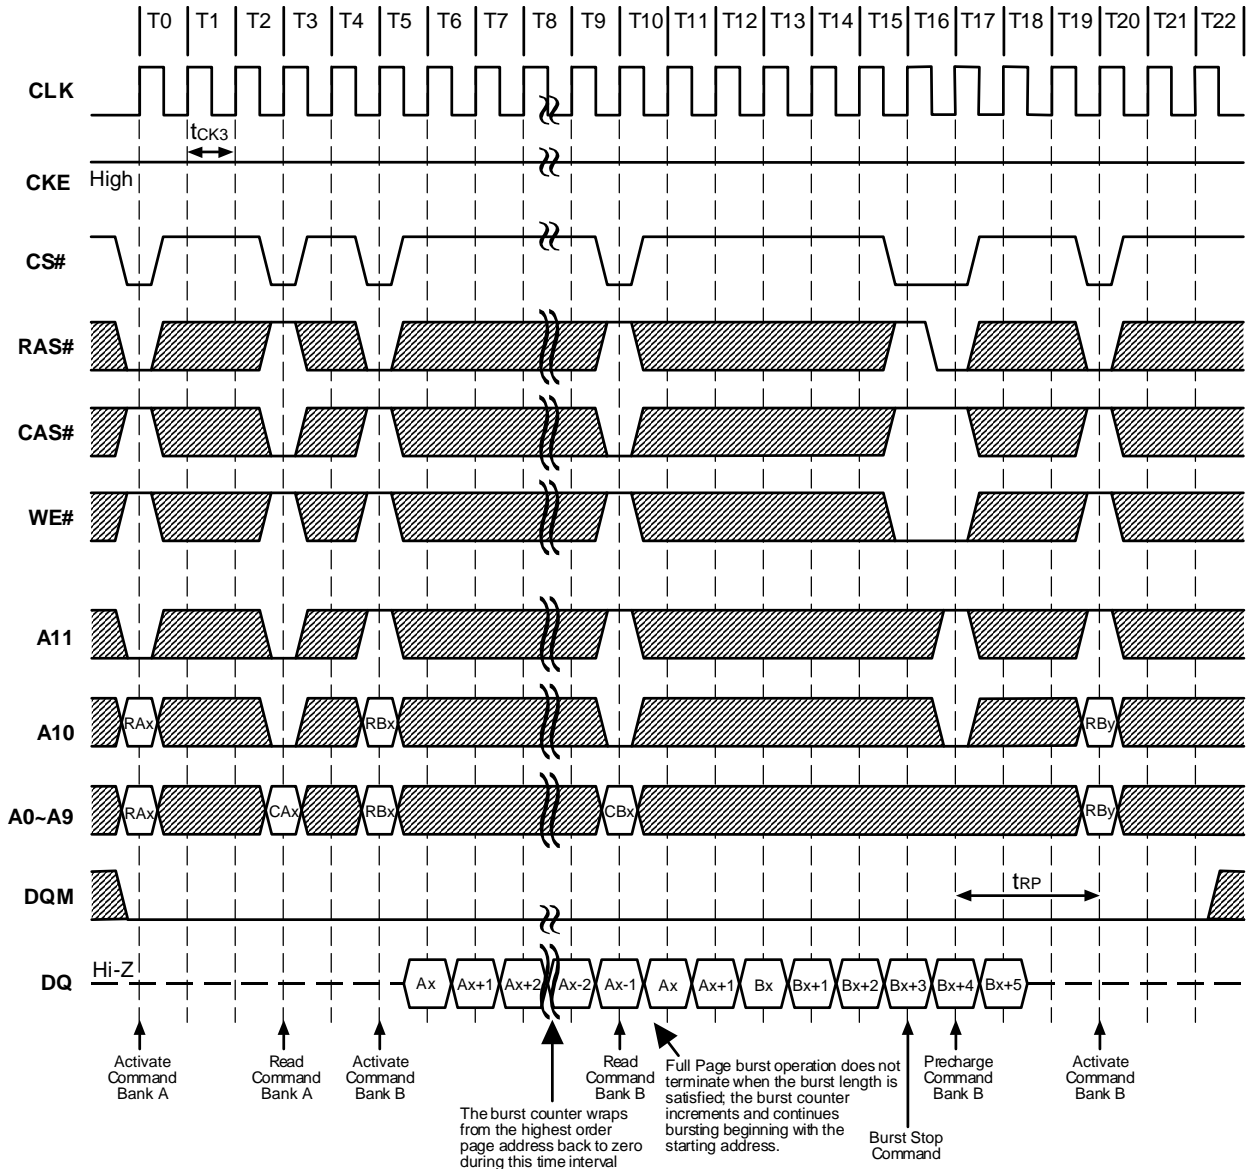 T0 T1 T2 T3 T4 T5 T6 T7 T8 T9 T10 T11 T12 T13 T14 T15 T16 T17 T18 T19 T20 T21 T22
CLK
tCK3
CKE High
CS#
RAS#
CAS#
WE#
A11
A10 RAx RBx RBy
A0~A9 RAx CAx RBx CBx RBy
DQM tRP
DQ Hi-Z Ax Ax+1 Ax+2 Ax-2 Ax-1 Ax Ax+1 Bx Bx+1 Bx+2 Bx+3 Bx+4 Bx+5
Activate
Command
Bank A
Read
Command
Bank A
Activate
Command
Bank B
The burst counter wraps
from the highest order
page address back to zero
during this time interval
Read
Command
Bank B
Full Page burst operation does not
terminate when the burst length is
satisfied; the burst counter
increments and continues
bursting beginning with the
starting address.
Burst Stop
Command
Precharge
Command
Bank B
Activate
Command
Bank B